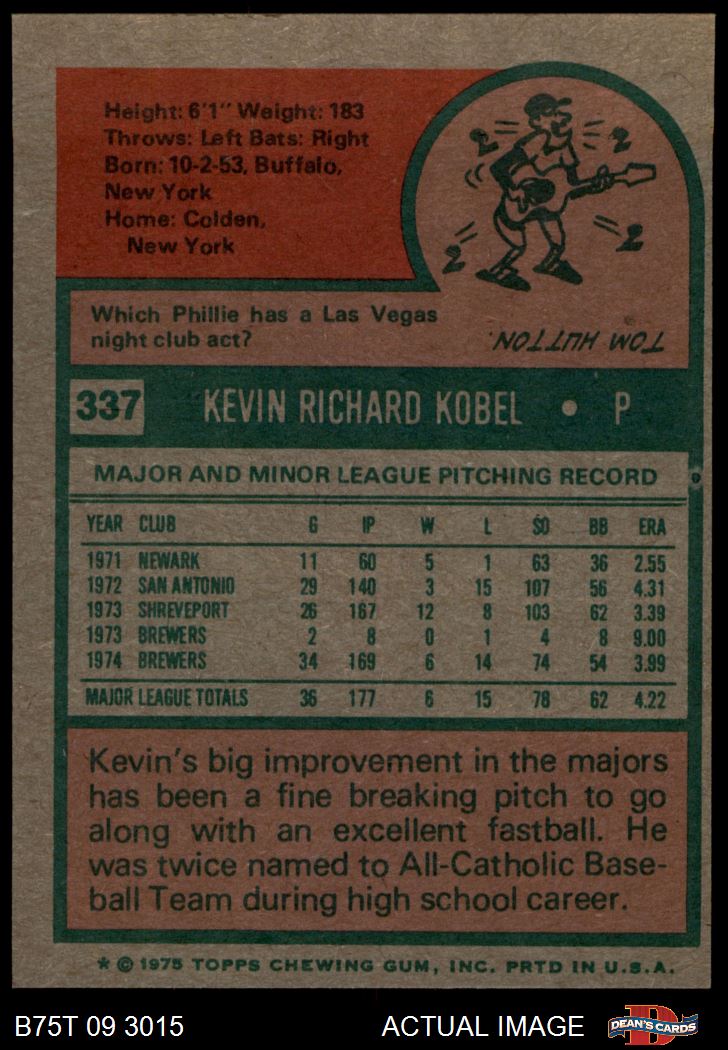 Height: 6'1" Weight: 183
Throws: Left Bats: Right
Born: 10-2-53, Buffalo,
New York
Home: Colden,
New York
2 2
2 2
Which Phillie has a Las Vegas
night club act?
TOM HUTTON.
337 KEVIN RICHARD KOBEL • P
MAJOR AND MINOR LEAGUE PITCHING RECORD
YEAR CLUB G IP W L SO BB ERA
1971 NEWARK 11 60 5 1 63 36 2.55
1972 SAN ANTONIO 29 140 3 15 107 56 4.31
1973 SHREVEPORT 26 167 12 8 103 62 3.39
1973 BREWERS 2 8 0 1 4 8 9.00
1974 BREWERS 34 169 6 14 74 54 3.99
MAJOR LEAGUE TOTALS 36 177 6 15 78 62 4.22
Kevin's big improvement in the majors
has been a fine breaking pitch to go
along with an excellent fastball. He
was twice named to All-Catholic Base-
ball Team during high school career.
* © 1975 TOPPS CHEWING GUM, INC. PRTD IN U.S.A.
B75T 09 3015 ACTUAL IMAGE D DEAN'S CARDS